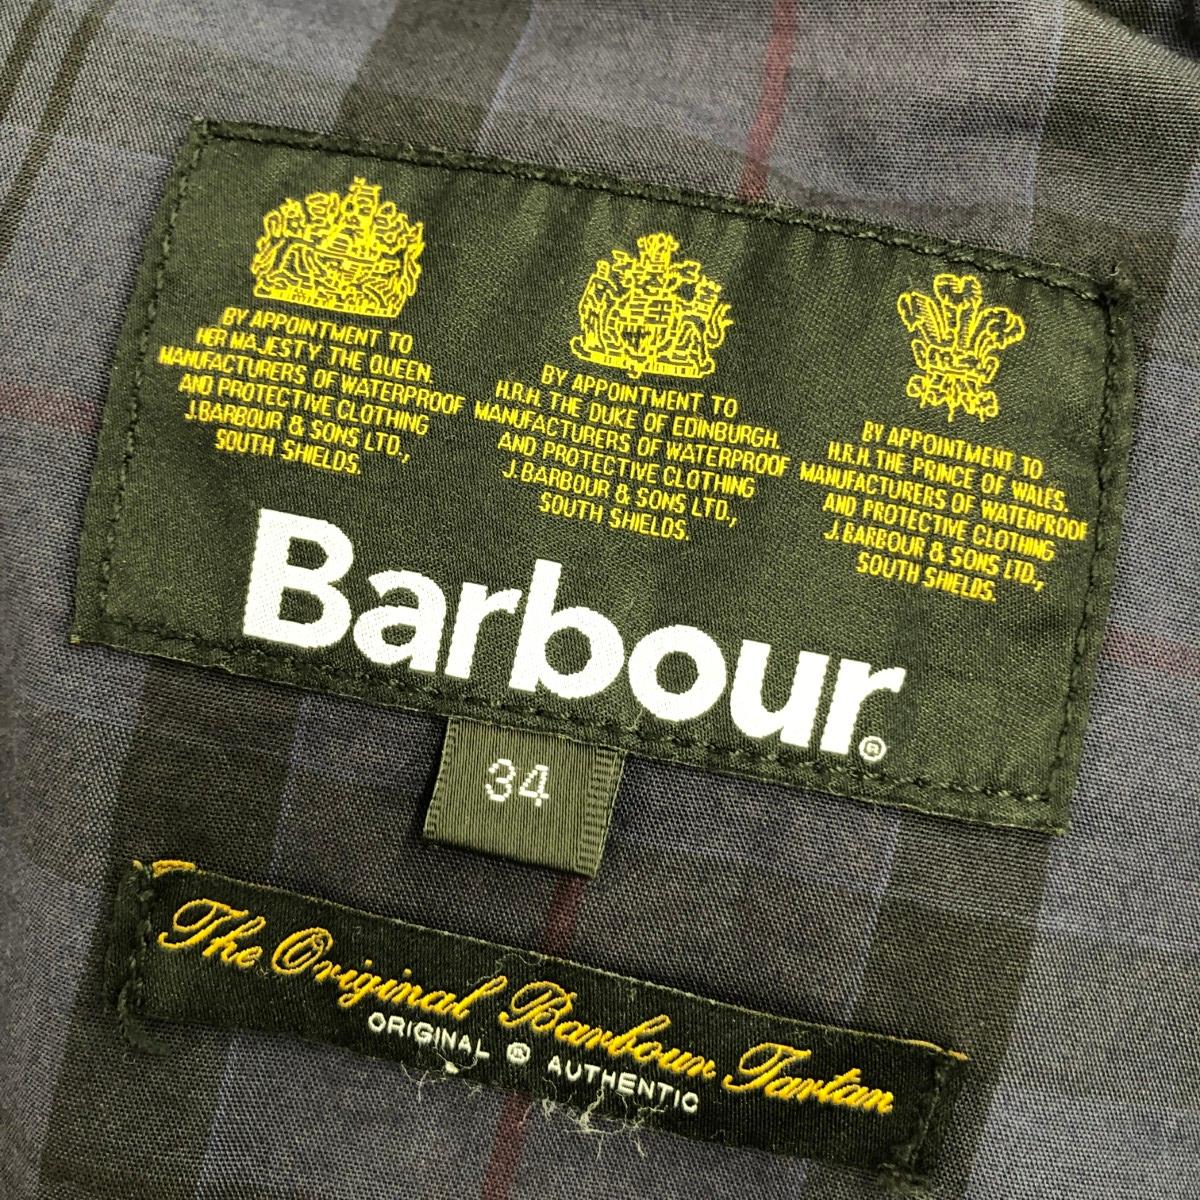 BY APPOINTMENT TO
HER MAJESTY THE QUEEN.
MANUFACTURERS OF WATERPROOF
AND PROTECTIVE CLOTHING
J.BARBOUR & SONS LTD.,
SOUTH SHIELDS.
BY APPOINTMENT TO
H.R.H. THE DUKE OF EDINBURGH.
MANUFACTURERS OF WATERPROOF
AND PROTECTIVE CLOTHING
J.BARBOUR & SONS LTD.,
SOUTH SHIELDS.
BY APPOINTMENT TO
H.R.H. THE PRINCE OF WALES.
MANUFACTURERS OF WATERPROOF
AND PROTECTIVE CLOTHING
J.BARBOUR & SONS LTD.,
SOUTH SHIELDS.
Barbour®
34
The Original Barbour Tartan
ORIGINAL ® AUTHENTIC